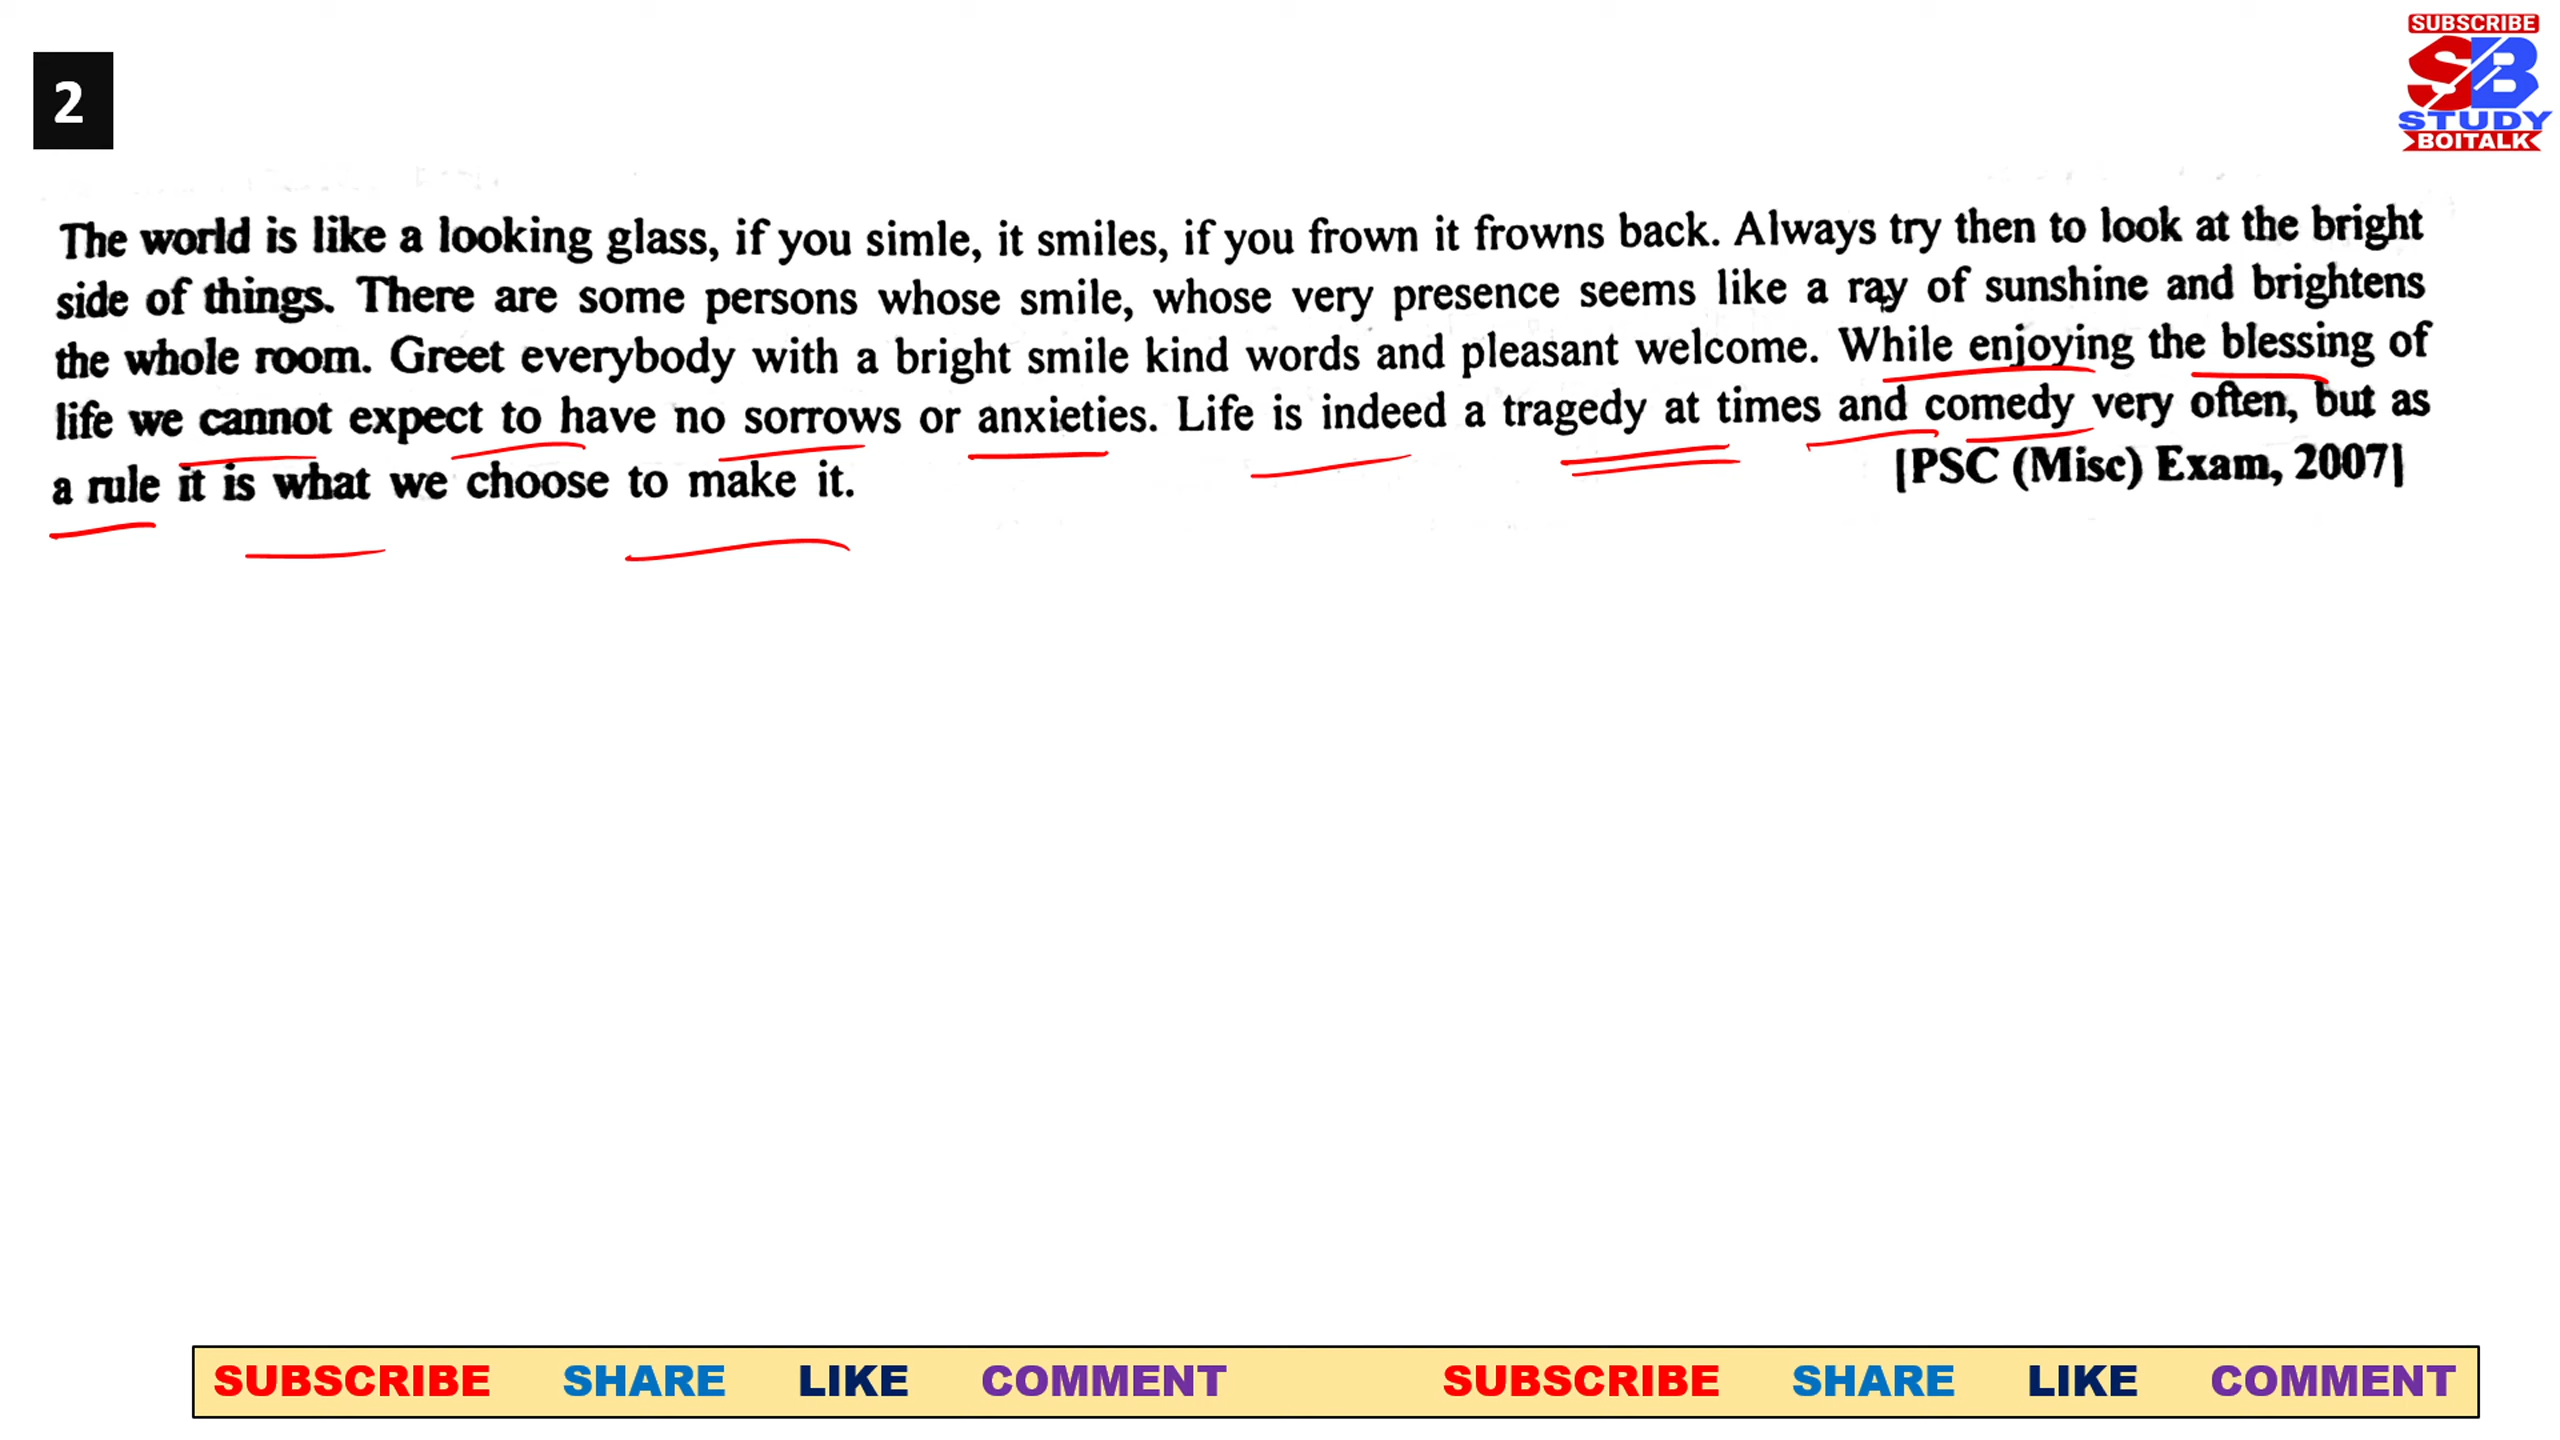 SUBSCRIBE
SB
STUDY
BOITALK
2
The world is like a looking glass, if you simle, it smiles, if you frown it frowns back. Always try then to look at the bright
side of things. There are some persons whose smile, whose very presence seems like a ray of sunshine and brightens
the whole room. Greet everybody with a bright smile kind words and pleasant welcome. While enjoying the blessing of
life we cannot expect to have no sorrows or anxieties. Life is indeed a tragedy at times and comedy very often, but as
a rule it is what we choose to make it. [PSC (Misc) Exam, 2007]
SUBSCRIBE SHARE LIKE COMMENT SUBSCRIBE SHARE LIKE COMMENT